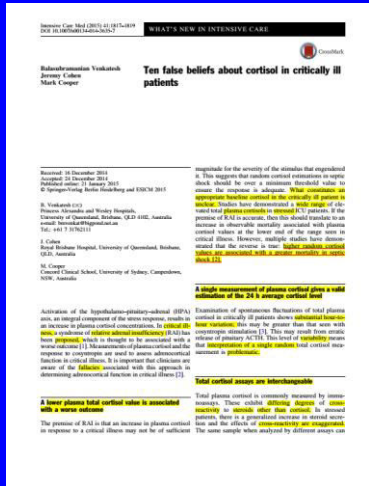 Intensive Care Med (2015) 41:1817–1819
DOI 10.1007/s00134-014-3635-7
WHAT'S NEW IN INTENSIVE CARE
CrossMark
Balasubramanian Venkatesh
Jeremy Cohen
Mark Cooper
Ten false beliefs about cortisol in critically ill
patients
Received: 16 December 2014
Accepted: 24 December 2014
Published online: 21 January 2015
© Springer-Verlag Berlin Heidelberg and ESICM 2015
B. Venkatesh
Princess Alexandra and Wesley Hospitals,
University of Queensland, Brisbane, QLD 4102, Australia
J. Cohen
Royal Brisbane Hospital, University of Queensland, Brisbane,
QLD, Australia
M. Cooper
Concord Clinical School, University of Sydney, Camperdown,
NSW, Australia
Activation of the hypothalamo-pituitary-adrenal (HPA)
axis, an integral component of the stress response, results in
an increase in plasma cortisol concentrations. In critical ill-
ness, a syndrome of relative adrenal insufficiency (RAI) has
been proposed, which is thought to be associated with a
worse outcome [1]. Measurements of plasma cortisol and the
response to cosyntropin are used to assess adrenocortical
function in critical illness. It is important that clinicians are
aware of the fallacies associated with this approach in
determining adrenocortical function in critical illness [2].
A lower plasma total cortisol value is associated
with a worse outcome
The premise of RAI is that an increase in plasma cortisol
in response to a critical illness may not be of sufficient
magnitude for the severity of the stimulus that engendered
it. This suggests that random cortisol estimations in septic
shock should be over a minimum threshold value to
ensure the response is adequate. What constitutes an
appropriate baseline cortisol in the critically ill patient is
unclear. Studies have demonstrated a wide range of ele-
vated total plasma cortisols in stressed ICU patients. If the
premise of RAI is accurate, then this should translate to an
increase in observable mortality associated with plasma
cortisol values at the lower end of the range seen in
critical illness. However, multiple studies have demon-
strated that the reverse is true: higher random cortisol
values are associated with a greater mortality in septic
shock [2].
A single measurement of plasma cortisol gives a valid
estimation of the 24 h average cortisol level
Examination of spontaneous fluctuations of total plasma
cortisol in critically ill patients shows substantial hour-to-
hour variation; this may be greater than that seen with
cosyntropin stimulation [3]. This may result from erratic
release of pituitary ACTH. This level of variability means
that interpretation of a single random total cortisol mea-
surement is problematic.
Total cortisol assays are interchangeable
Total plasma cortisol is commonly measured by immu-
noassays. These exhibit differing degrees of cross-
reactivity to steroids other than cortisol. In stressed
patients, there is a generalized increase in steroid secre-
tion and the effects of cross-reactivity are exaggerated.
The same sample when analyzed by different assays can